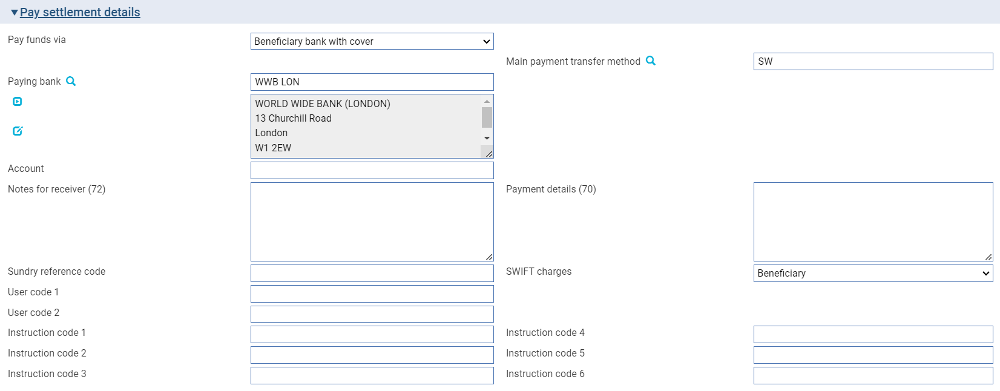 Pay settlement details
Pay funds via
Beneficiary bank with cover
Main payment transfer method
SW
Paying bank
WWB LON
WORLD WIDE BANK (LONDON)
13 Churchill Road
London
W1 2EW
Account
Notes for receiver (72)
Payment details (70)
Sundry reference code
SWIFT charges
Beneficiary
User code 1
User code 2
Instruction code 1
Instruction code 4
Instruction code 2
Instruction code 5
Instruction code 3
Instruction code 6